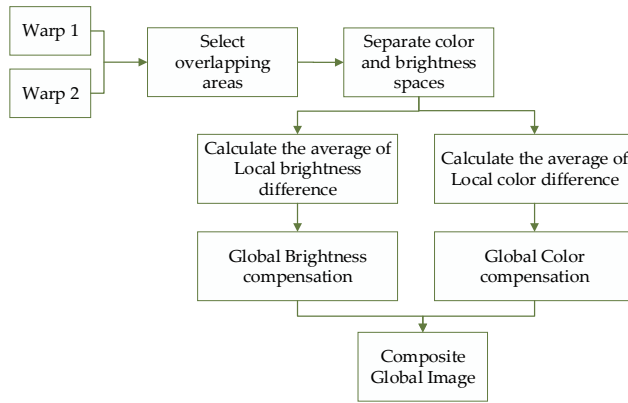 Warp 1
Warp 2
Select
overlapping
areas
Separate color
and brightness
spaces
Calculate the average of
Local brightness
difference
Calculate the average of
Local color difference
Global Brightness
compensation
Global Color
compensation
Composite
Global Image